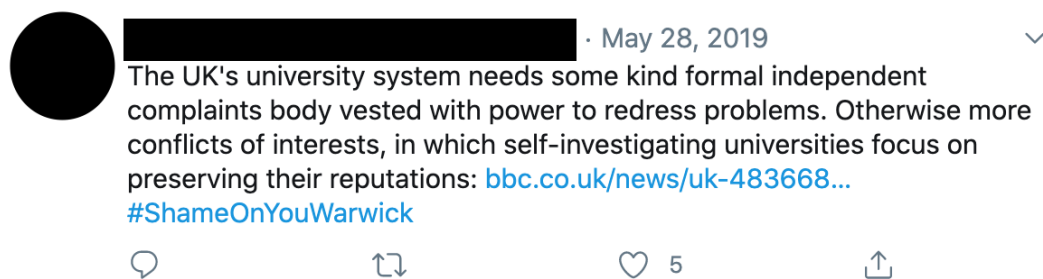 · May 28, 2019
The UK's university system needs some kind formal independent
complaints body vested with power to redress problems. Otherwise more
conflicts of interests, in which self-investigating universities focus on
preserving their reputations: bbc.co.uk/news/uk-483668...
#ShameOnYouWarwick
5